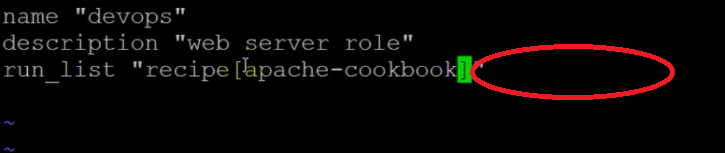 name "devops"
description "web server role"
run_list "recipe[apache-cookbook]"
~
~